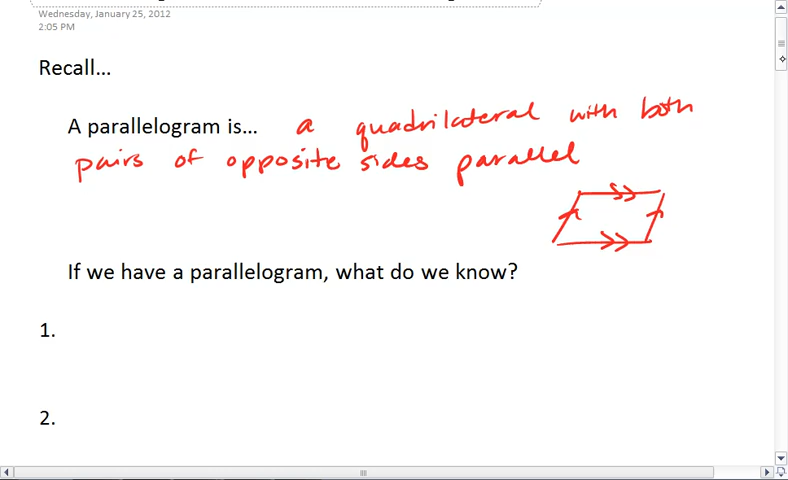 Wednesday, January 25, 2012
2:05 PM
Recall...
A parallelogram is... a quadrilateral with both
pairs of opposite sides parallel
If we have a parallelogram, what do we know?
1.
2.